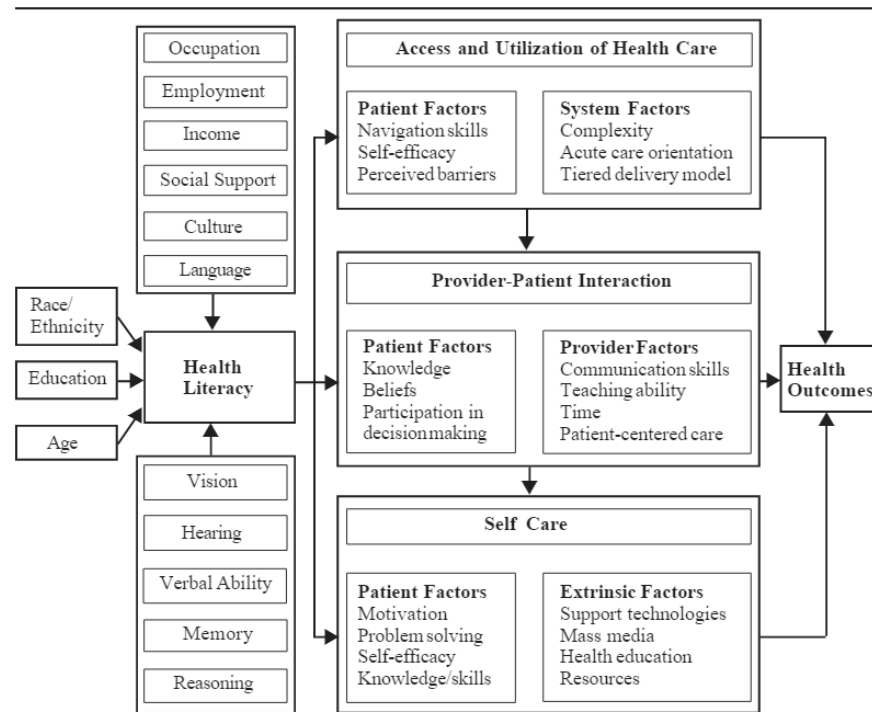 Occupation
Employment
Income
Social Support
Culture
Language
Race/
Ethnicity
Education
Age
Health
Literacy
Vision
Hearing
Verbal Ability
Memory
Reasoning
Access and Utilization of Health Care
Patient Factors
Navigation skills
Self-efficacy
Perceived barriers
System Factors
Complexity
Acute care orientation
Tiered delivery model
Provider-Patient Interaction
Patient Factors
Knowledge
Beliefs
Participation in
decision making
Provider Factors
Communication skills
Teaching ability
Time
Patient-centered care
Self Care
Patient Factors
Motivation
Problem solving
Self-efficacy
Knowledge/skills
Extrinsic Factors
Support technologies
Mass media
Health education
Resources
Health
Outcomes